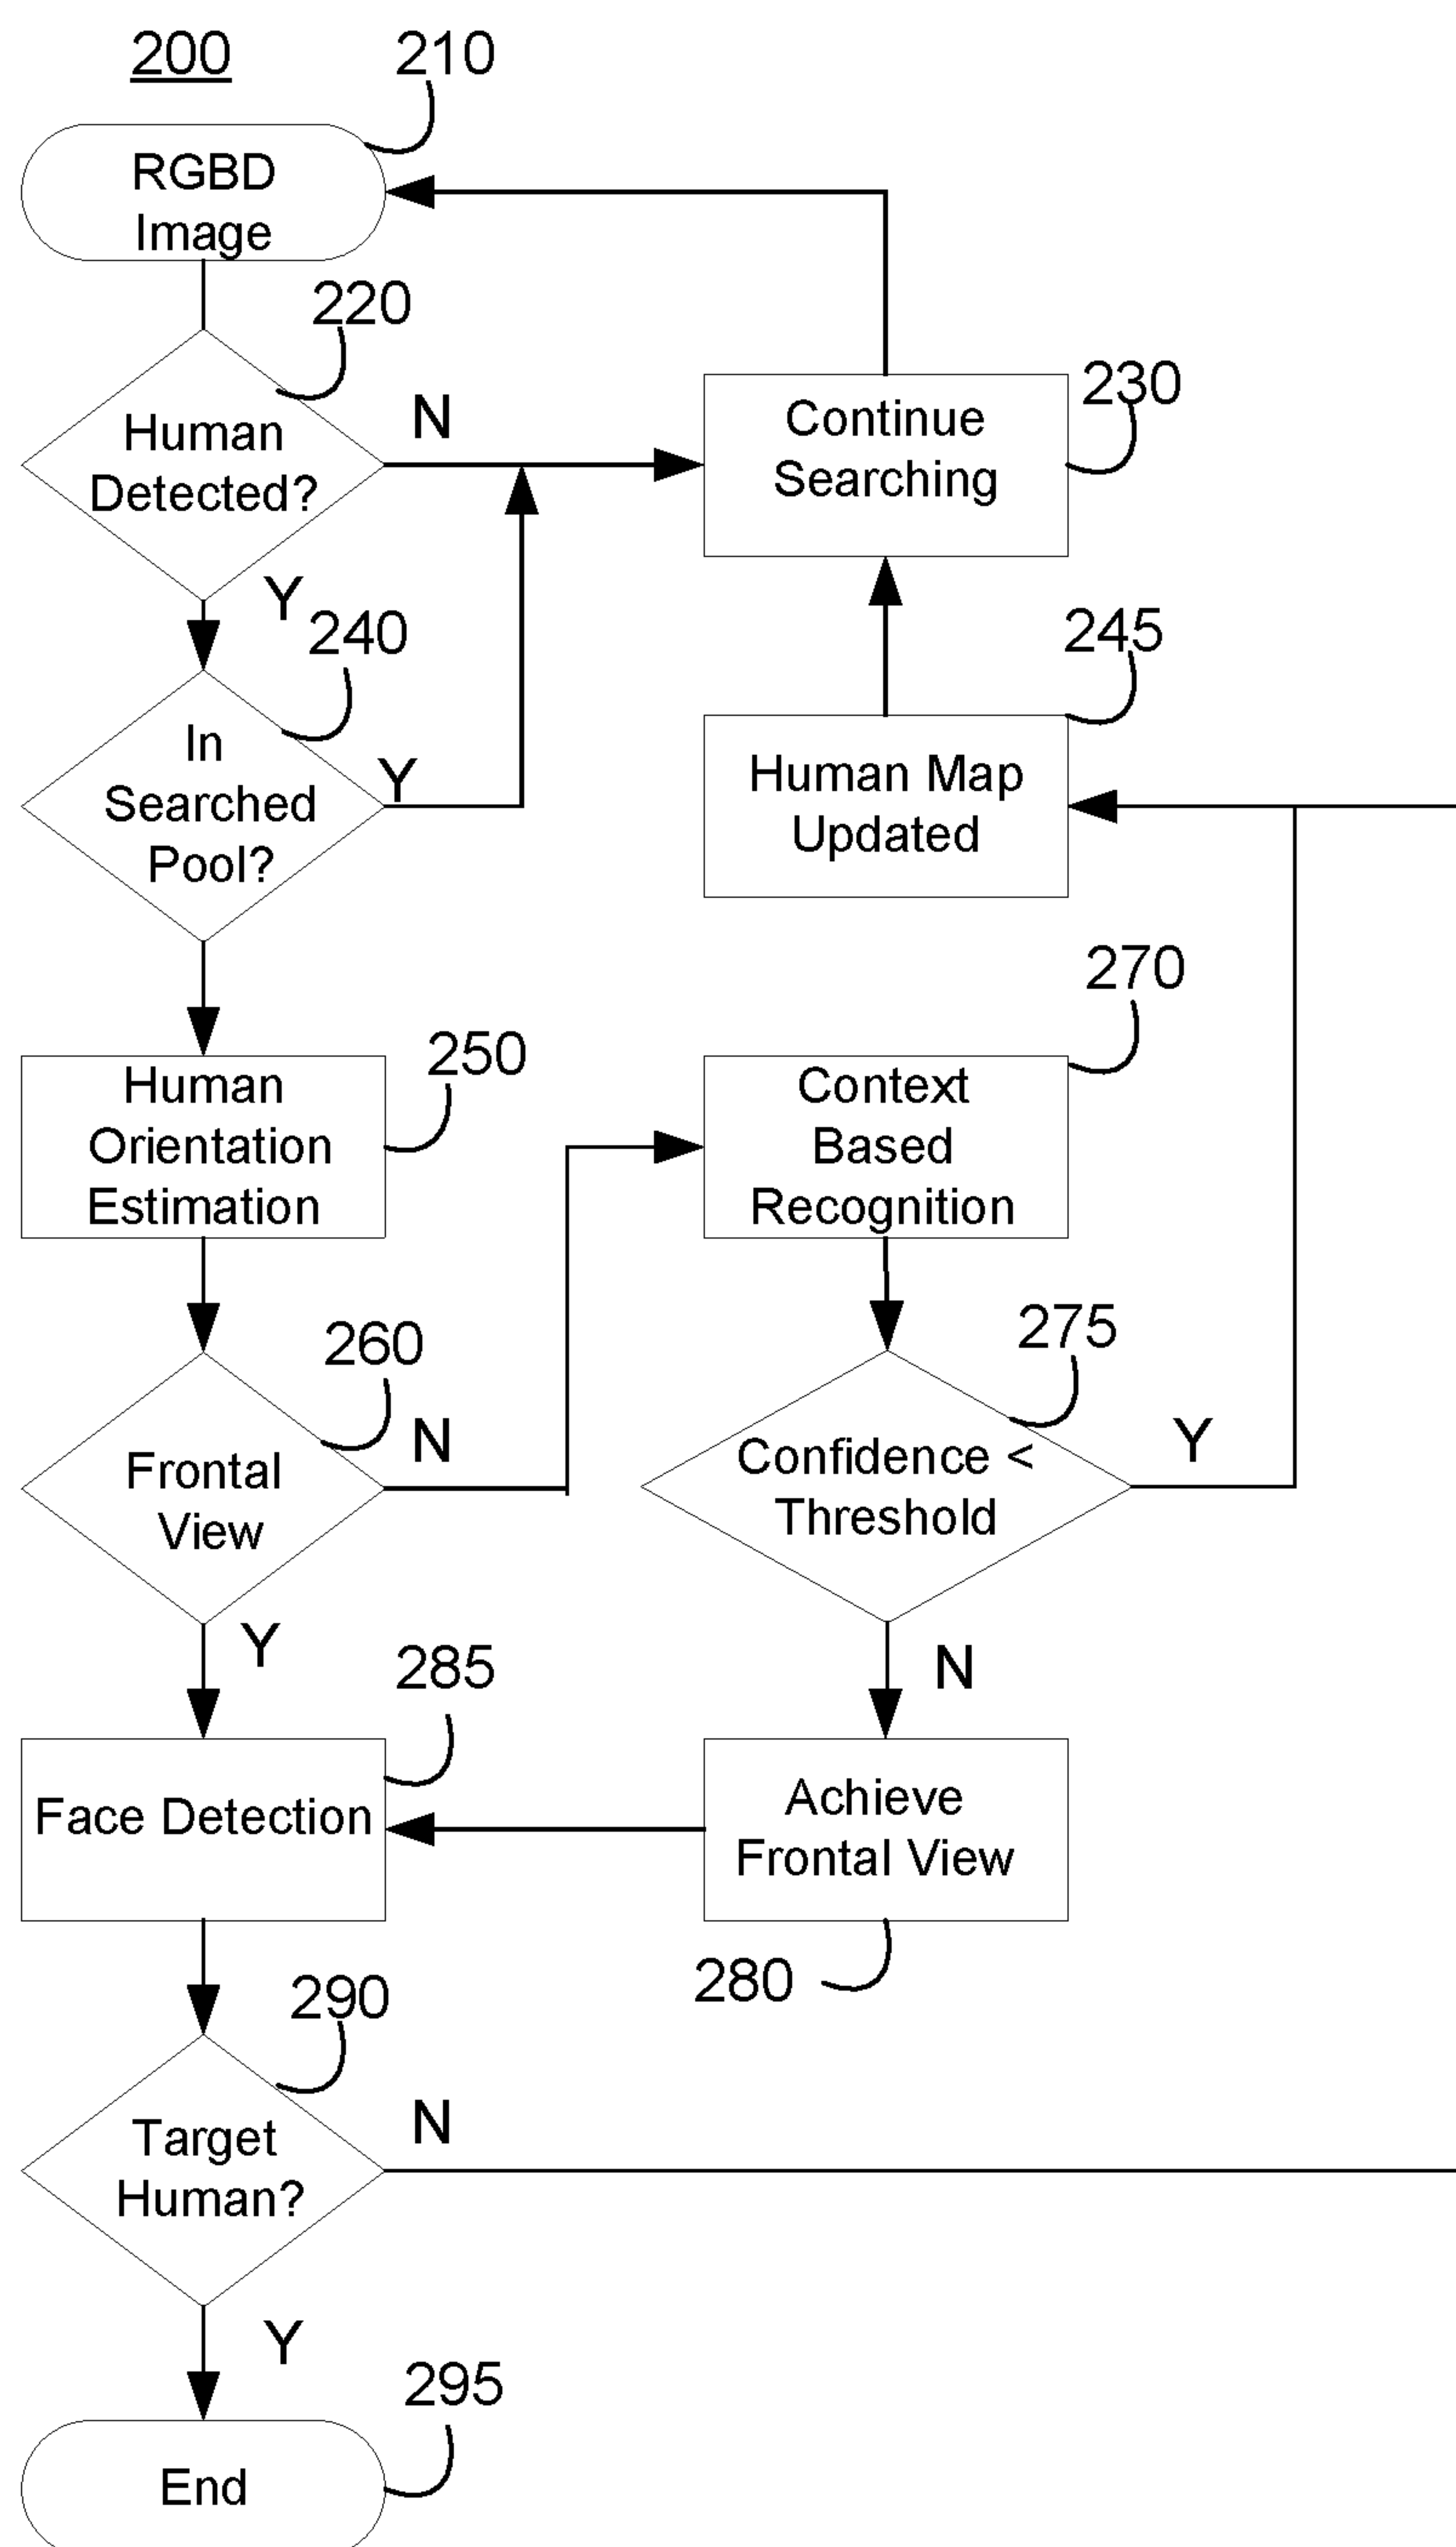 200
210
RGBD
Image
220
Human
Detected?
N
Y
Continue
Searching
230
240
In
Searched
Pool?
Y
245
Human Map
Updated
250
Human
Orientation
Estimation
270
Context
Based
Recognition
260
Frontal
View
N
Y
275
Confidence <
Threshold
Y
N
285
Face Detection
Achieve
Frontal View
280
290
Target
Human?
N
Y
295
End